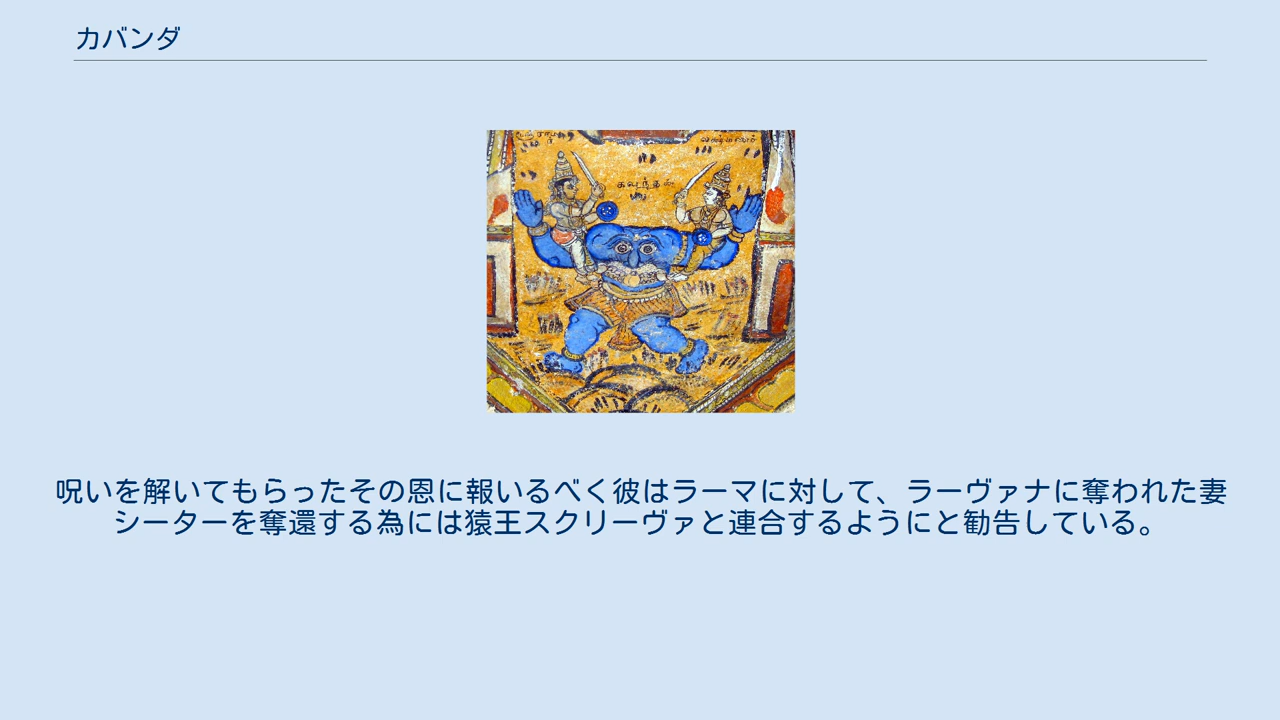 カバンダ
呪いを解いてもらったその恩に報いるべく彼はラーマに対して、ラーヴァナに奪われた妻
シーターを奪還する為には猿王スクリーヴァと連合するようにと勧告している。